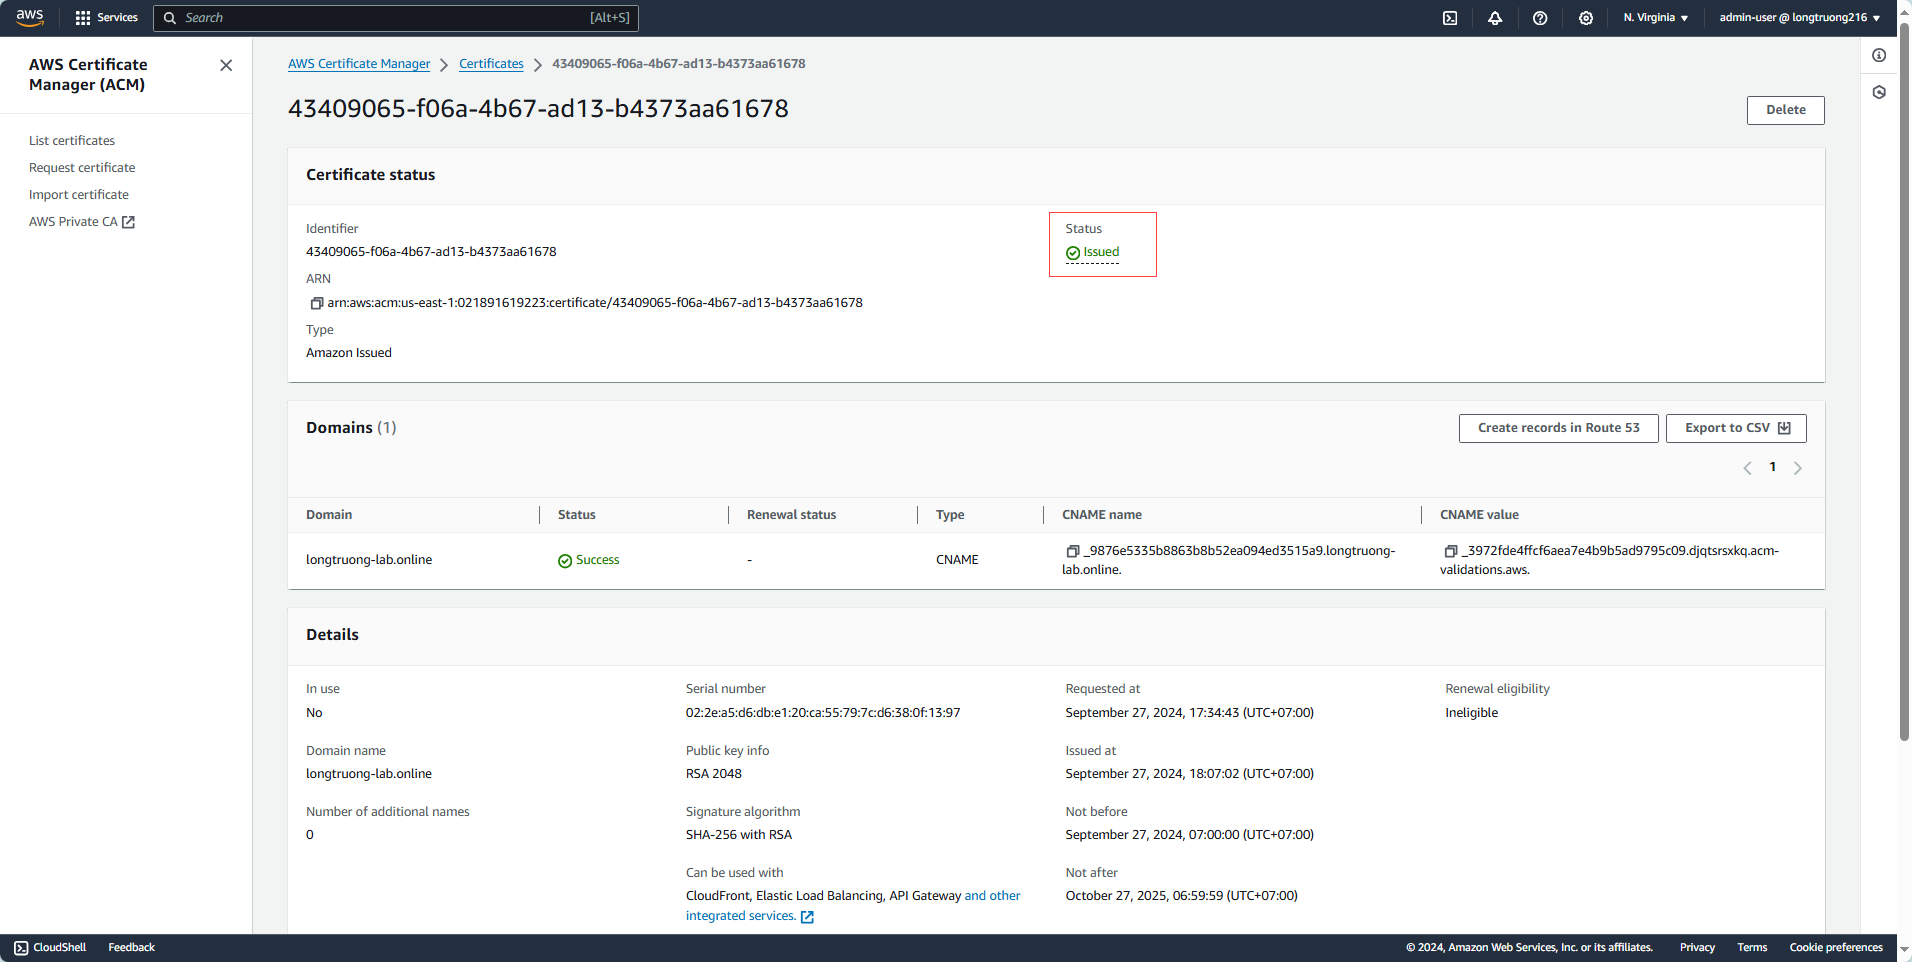 aws
Services
Search
[Alt+S]
N. Virginia
admin-user @ longtruong216
AWS Certificate
Manager (ACM)
List certificates
Request certificate
Import certificate
AWS Private CA
AWS Certificate Manager
Certificates
43409065-f06a-4b67-ad13-b4373aa61678
43409065-f06a-4b67-ad13-b4373aa61678
Delete
Certificate status
Identifier
43409065-f06a-4b67-ad13-b4373aa61678
ARN
arn:aws:acm:us-east-1:021891619223:certificate/43409065-f06a-4b67-ad13-b4373aa61678
Type
Amazon Issued
Status
Issued
Domains (1)
Create records in Route 53
Export to CSV
1
Domain
Status
Renewal status
Type
CNAME name
CNAME value
longtruong-lab.online
Success
-
CNAME
_9876e5335b8863b8b52ea094ed3515a9.longtruong-
lab.online.
_3972fde4ffcf6aea7e4b9b5ad9795c09.djqtsrsxkq.acm-
validations.aws.
Details
In use
No
Domain name
longtruong-lab.online
Number of additional names
0
Serial number
02:2e:a5:d6:db:e1:20:ca:55:79:7c:d6:38:0f:13:97
Public key info
RSA 2048
Signature algorithm
SHA-256 with RSA
Can be used with
CloudFront, Elastic Load Balancing, API Gateway and other
integrated services.
Requested at
September 27, 2024, 17:34:43 (UTC+07:00)
Issued at
September 27, 2024, 18:07:02 (UTC+07:00)
Not before
September 27, 2024, 07:00:00 (UTC+07:00)
Not after
October 27, 2025, 06:59:59 (UTC+07:00)
Renewal eligibility
Ineligible
CloudShell
Feedback
© 2024, Amazon Web Services, Inc. or its affiliates.
Privacy
Terms
Cookie preferences